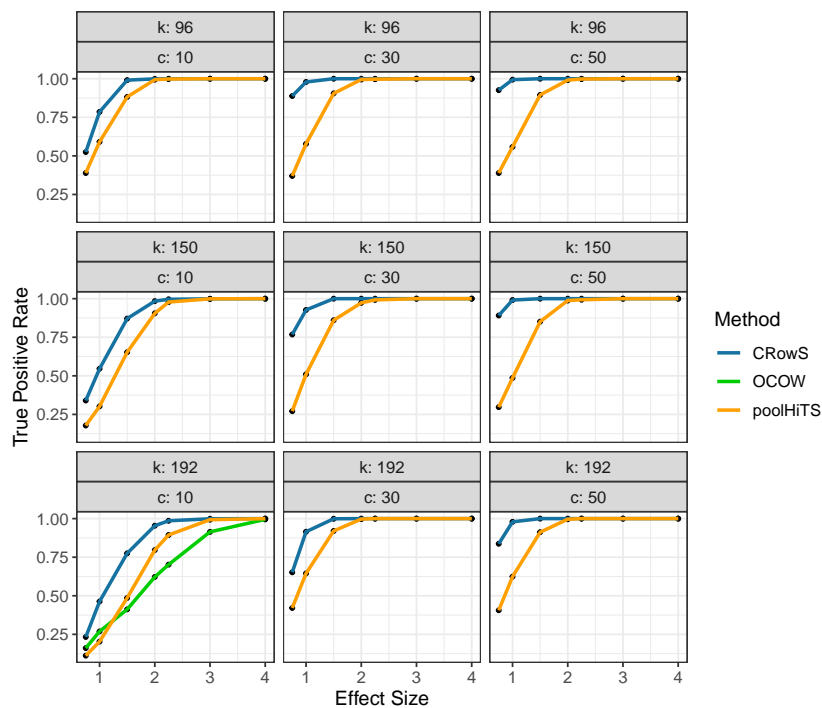 k: 96
k: 96
k: 96
c: 10
c: 30
c: 50
1.00
0.75
0.50
0.25
k: 150
k: 150
k: 150
c: 10
c: 30
c: 50
1.00
0.75
0.50
0.25
k: 192
k: 192
k: 192
c: 10
c: 30
c: 50
1.00
0.75
0.50
0.25
1 2 3 4
1 2 3 4
1 2 3 4
Effect Size
True Positive Rate
Method
CRowS
OCOW
poolHiTS